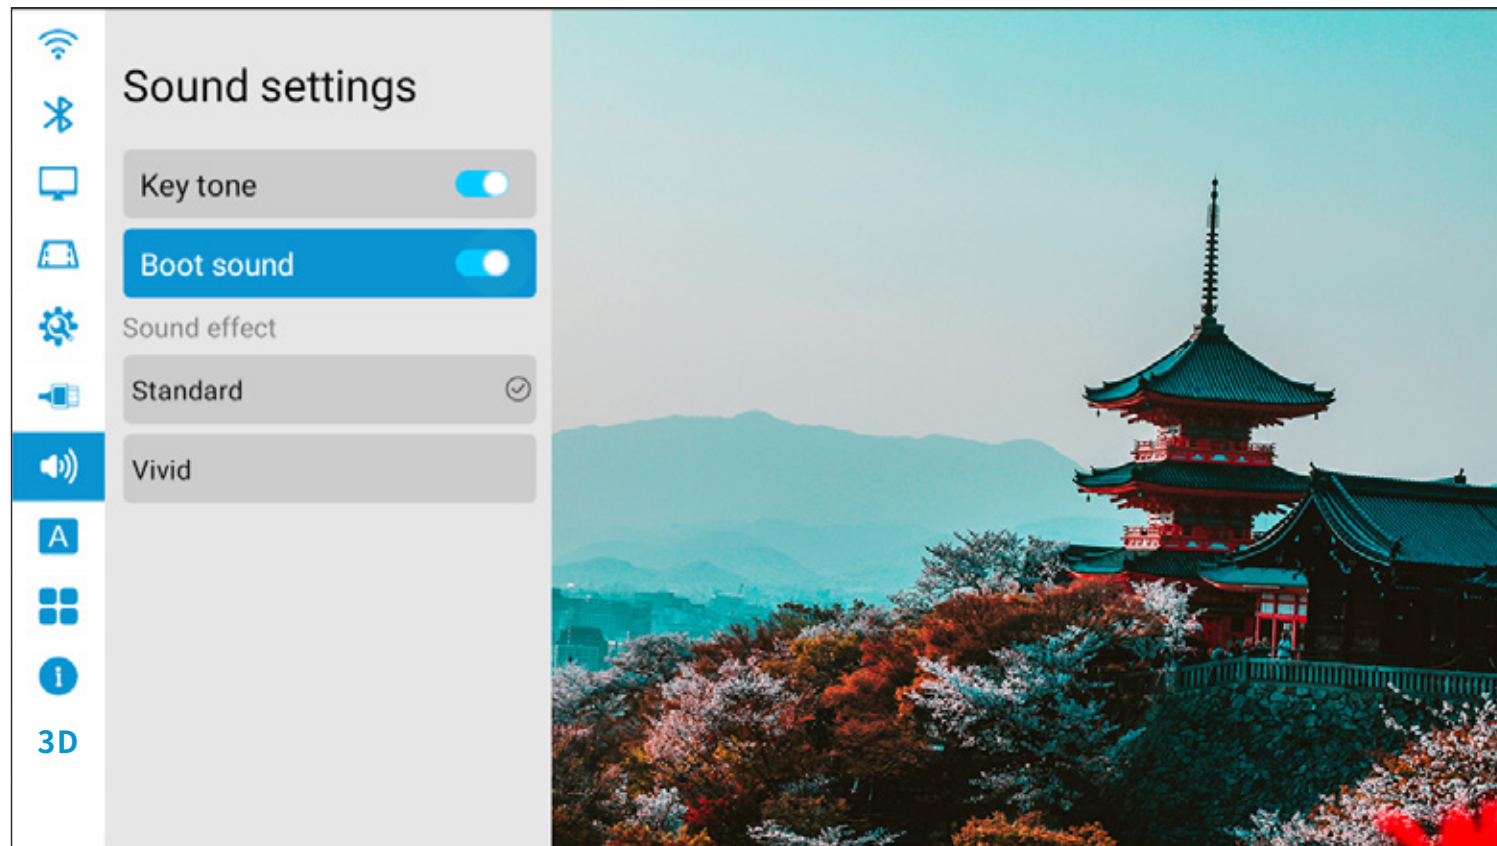 Sound settings
Key tone
Boot sound
Sound effect
Standard
Vivid
A
i
3D